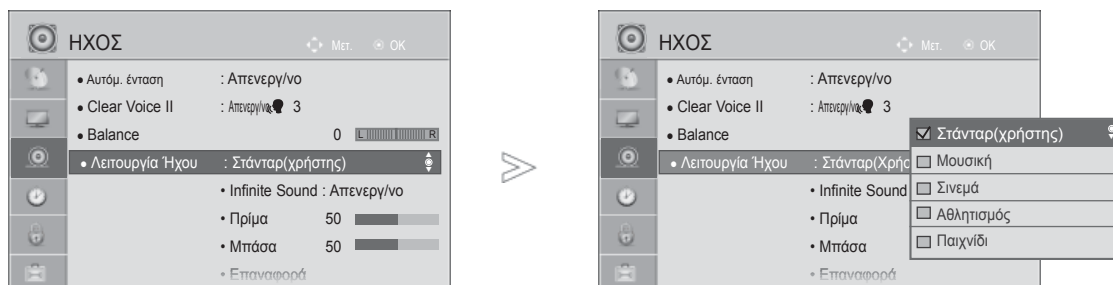 ΗΧΟΣ Μετ. OK
• Αυτόμ. ένταση : Απενεργ/νο
• Clear Voice II : Απενεργ/νο 3
• Balance 0 L R
• Λειτουργία Ήχου : Στάνταρ(χρήστης)
• Infinite Sound : Απενεργ/νο
• Πρίμα 50
• Μπάσα 50
• Επαναφορά
ΗΧΟΣ Μετ. OK
• Αυτόμ. ένταση : Απενεργ/νο
• Clear Voice II : Απενεργ/νο 3
• Balance
• Λειτουργία Ήχου : Στάνταρ(Χρής
• Infinite Sound
• Πρίμα
• Μπάσα
• Επαναφορά
Στάνταρ(χρήστης)
Μουσική
Σινεμά
Αθλητισμός
Παιχνίδι